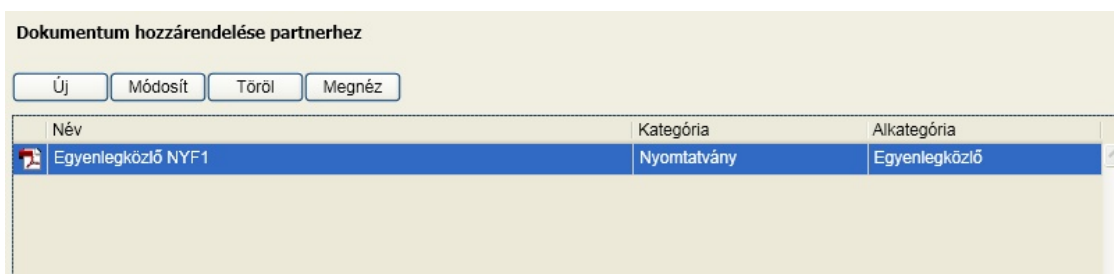 Dokumentum hozzárendelése partnerhez
Új Módosít Töröl Megnéz
Név Kategória Alkategória
Egyenlegközlő NYF1 Nyomtatvány Egyenlegközlő